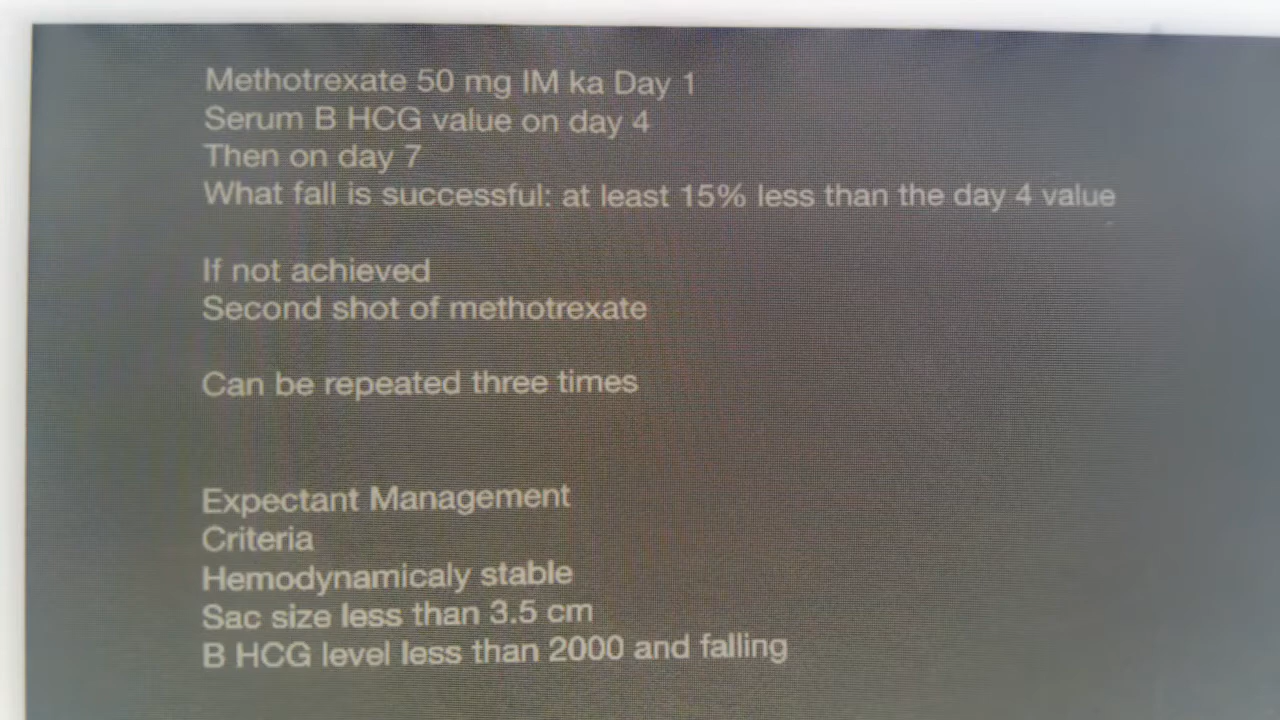 Methotrexate 50 mg IM ka Day 1
Serum B HCG value on day 4
Then on day 7
What fall is successful: at least 15% less than the day 4 value
If not achieved
Second shot of methotrexate
Can be repeated three times
Expectant Management
Criteria
Hemodynamicaly stable
Sac size less than 3.5 cm
B HCG level less than 2000 and falling